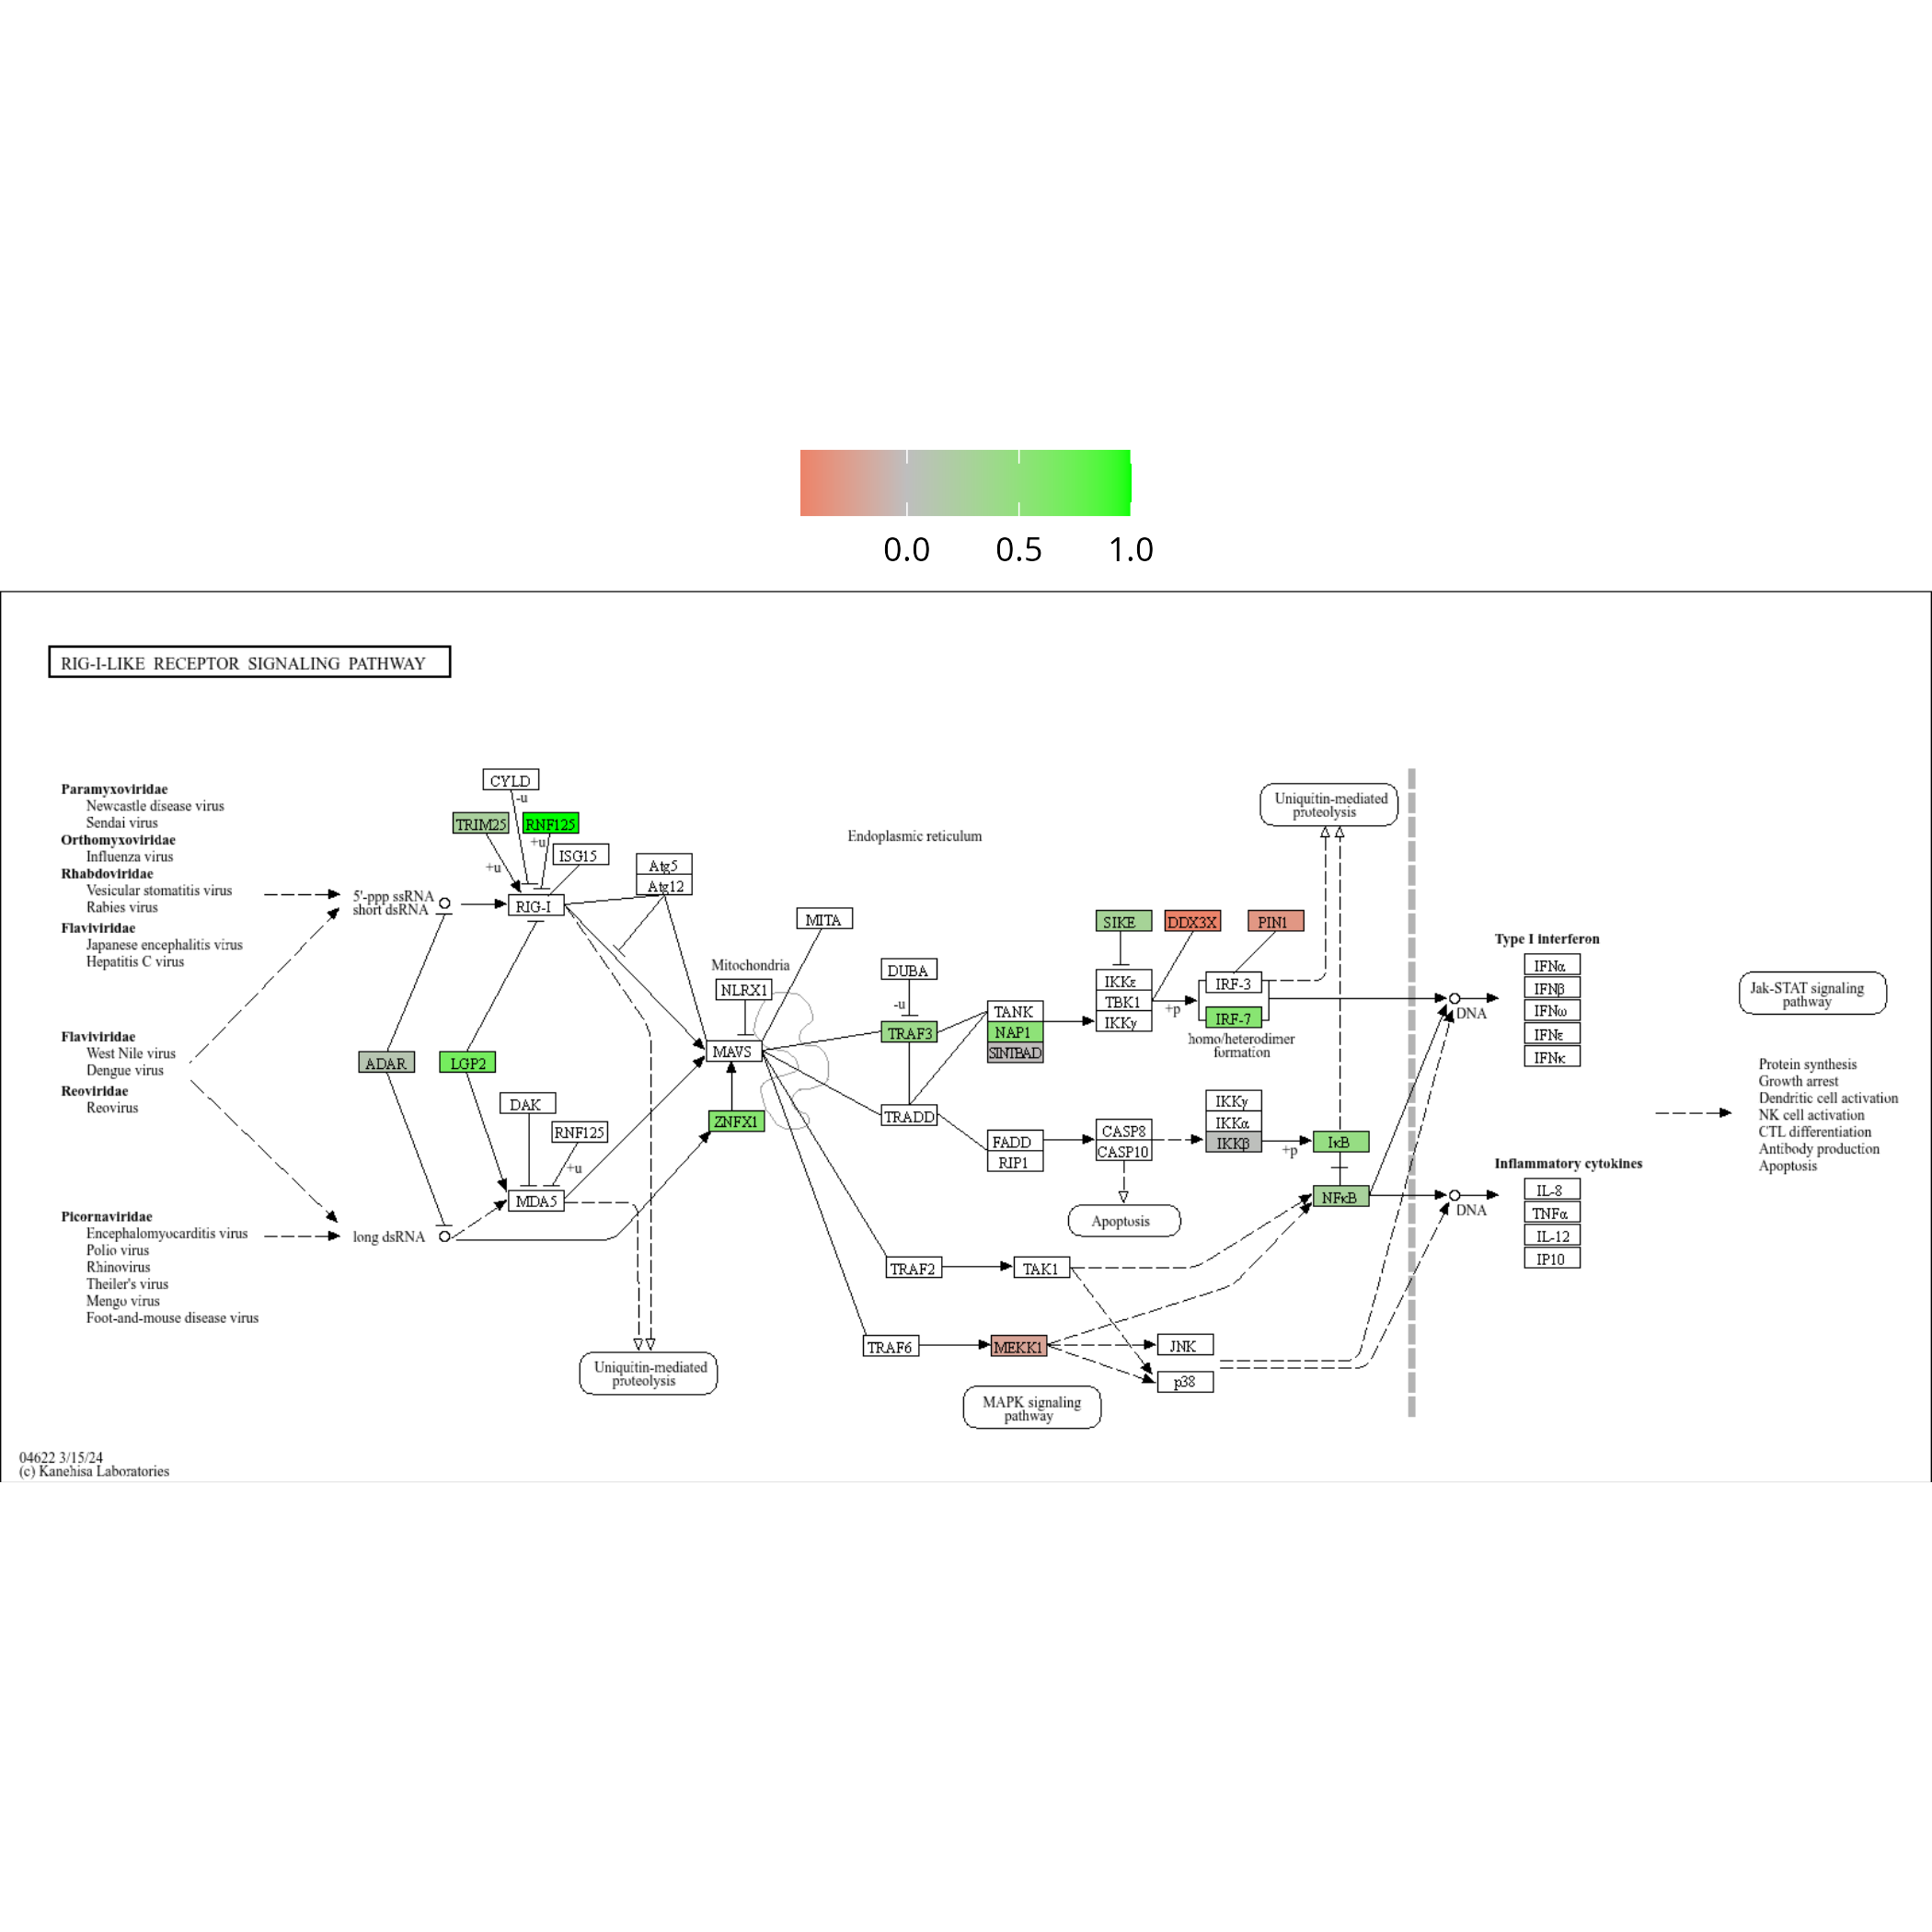 0.0 0.5 1.0
RIG-I-LIKE RECEPTOR SIGNALING PATHWAY
Paramyxoviridae
Newcastle disease virus
Sendai virus
Orthomyxoviridae
Influenza virus
Rhabdoviridae
Vesicular stomatitis virus
Rabies virus
Flaviviridae
Japanese encephalitis virus
Hepatitis C virus
Flaviviridae
West Nile virus
Dengue virus
Reoviridae
Reovirus
Picornaviridae
Encephalomyocarditis virus
Polio virus
Rhinovirus
Theiler's virus
Mengo virus
Foot-and-mouse disease virus
5'-ppp ssRNA
short dsRNA
long dsRNA
ADAR
LGP2
CYLD
-u
TRIM25
RNF125
+u
+u
ISG15
RIG-I
Atg5
Atg12
DAK
RNF125
+u
MDA5
Uniquitin-mediated
proteolysis
Mitochondria
NLRX1
MAVS
ZNFX1
MITA
Endoplasmic reticulum
DUBA
-u
TRAF3
TRADD
TANK
NAP1
SINTBAD
FADD
RIP1
TRAF2
TAK1
TRAF6
MEKK1
MAPK signaling
pathway
SIKE
DDX3X
PIN1
IKKε
TBK1
IKKγ
+p
IRF-3
IRF-7
homo/heterodimer
formation
CASP8
CASP10
Apoptosis
IKKγ
IKKα
IKKβ
+p
IκB
NFκB
JNK
p38
Uniquitin-mediated
proteolysis
DNA
DNA
Type I interferon
IFNα
IFNβ
IFNω
IFNε
IFNκ
Inflammatory cytokines
IL-8
TNFα
IL-12
IP10
Jak-STAT signaling
pathway
Protein synthesis
Growth arrest
Dendritic cell activation
NK cell activation
CTL differentiation
Antibody production
Apoptosis
04622 3/15/24
(c) Kanehisa Laboratories